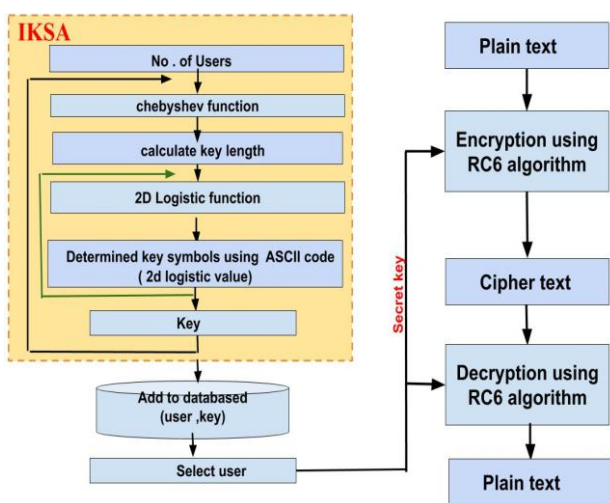 IKSA
No . of Users
chebyshev function
calculate key length
2D Logistic function
Determined key symbols using ASCII code
( 2d logistic value)
Key
Add to databased
(user ,key)
Select user
Secret key
Plain text
Encryption using
RC6 algorithm
Cipher text
Decryption using
RC6 algorithm
Plain text